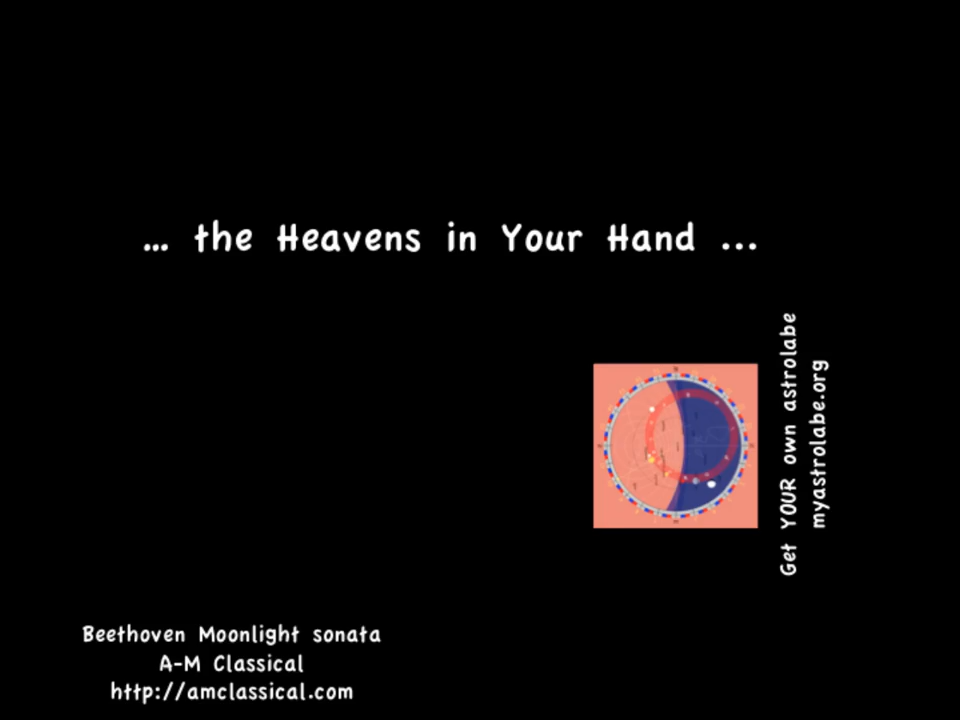 ... the Heavens in Your Hand ...
Get YOUR own astrolabe
myastrolabe.org
Beethoven Moonlight sonata
A-M Classical
http://amclassical.com